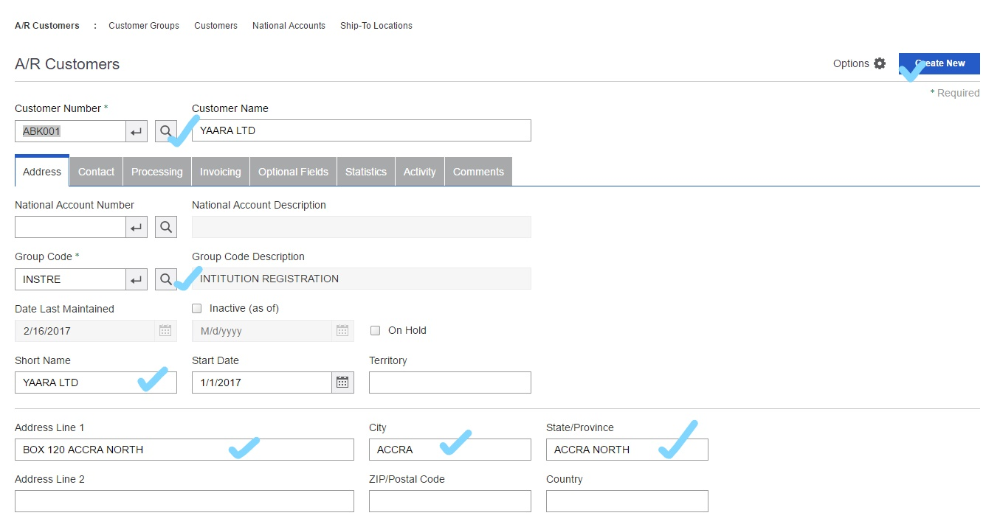 A/R Customers : Customer Groups Customers National Accounts Ship-To Locations
A/R Customers Options Create New
* Required
Customer Number * Customer Name
ABK001 YAARA LTD
Address Contact Processing Invoicing Optional Fields Statistics Activity Comments
National Account Number National Account Description
Group Code * Group Code Description
INSTRE INTITUTION REGISTRATION
Date Last Maintained Inactive (as of)
2/16/2017 M/d/yyyy On Hold
Short Name Start Date Territory
YAARA LTD 1/1/2017
Address Line 1 City State/Province
BOX 120 ACCRA NORTH ACCRA ACCRA NORTH
Address Line 2 ZIP/Postal Code Country